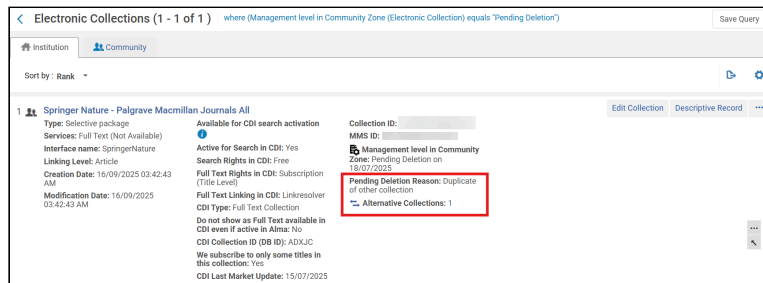 Electronic Collections (1 - 1 of 1 )
where (Management level in Community Zone (Electronic Collection) equals "Pending Deletion")
Save Query
Institution
Community
Sort by : Rank
1
Springer Nature - Palgrave Macmillan Journals All
Edit Collection
Descriptive Record
Type: Selective package
Services: Full Text (Not Available)
Interface name: SpringerNature
Linking Level: Article
Creation Date: 16/09/2025 03:42:43
AM
Modification Date: 16/09/2025
03:42:43 AM
Available for CDI search activation
Active for Search in CDI: Yes
Search Rights in CDI: Free
Full Text Rights in CDI: Subscription
(Title Level)
Full Text Linking in CDI: Linkresolver
CDI Type: Full Text Collection
Do not show as Full Text available in
CDI even if active in Alma: No
CDI Collection ID (DB ID): ADXJC
We subscribe to only some titles in
this collection: Yes
CDI Last Market Update: 15/07/2025
Collection ID:
MMS ID:
Management level in Community
Zone: Pending Deletion on
18/07/2025
Pending Deletion Reason: Duplicate
of other collection
Alternative Collections: 1